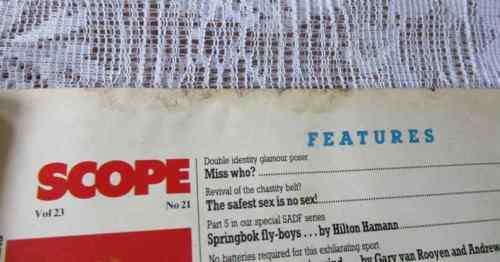 SCOPE
Vol 23 No 21
FEATURES
Double identity glamour poser
Miss who?
Revival of the chastity belt?
The safest sex is no sex!
Part 5 in our special SADF series
Springbok fly-boys . . . by Hilton Hamann
No batteries required for this exhilarating sport
. . . by Gary van Rooyen and Andrew